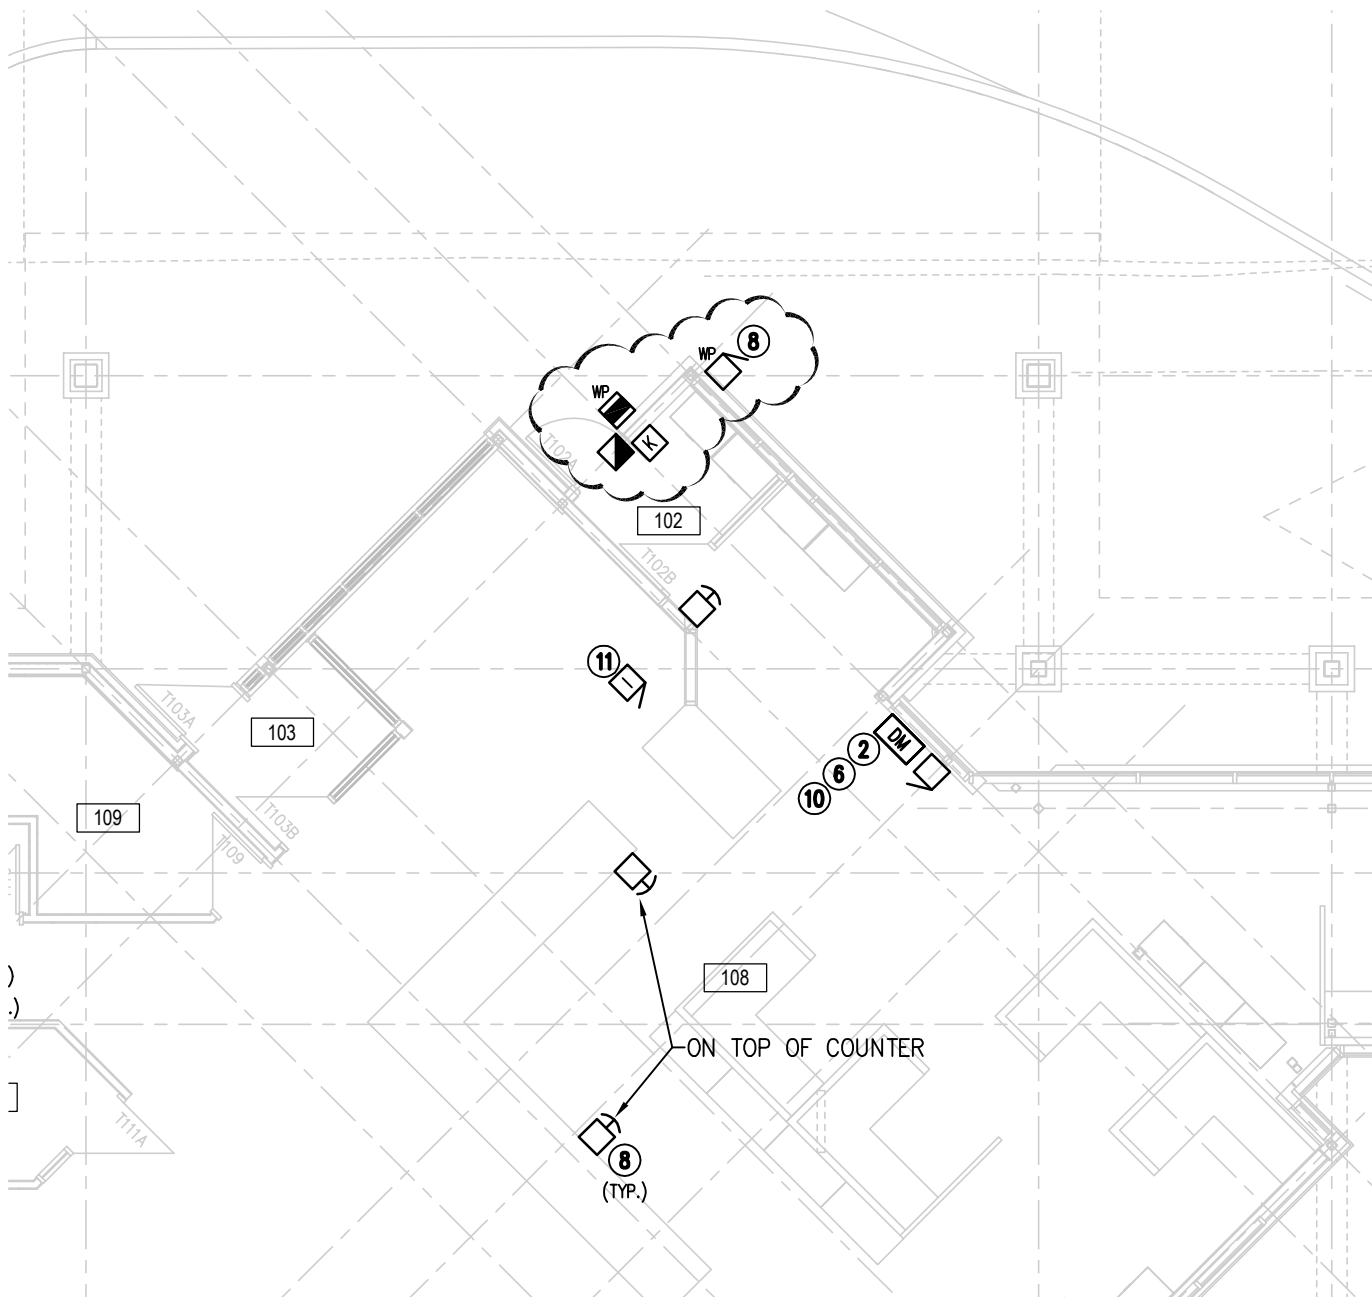 8
WP
WP
K
T102A
102
T102B
11
T103A
103
DM
2
6
10
109
T103B
T109
)
.)
108
ON TOP OF COUNTER
T111A
8
(TYP.)